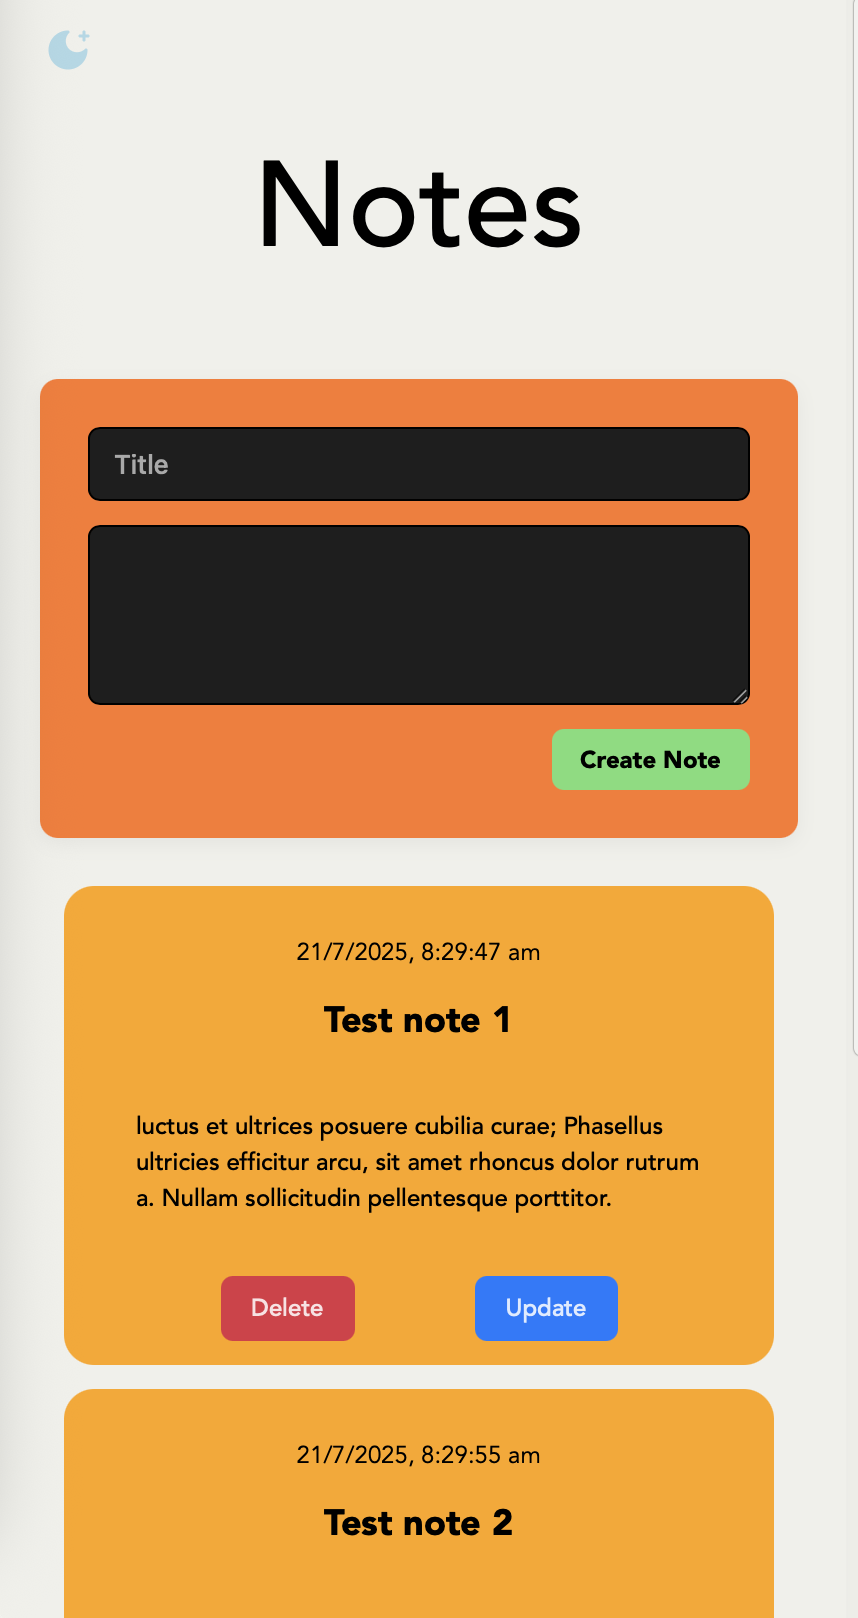 Notes
Title
Create Note
21/7/2025, 8:29:47 am
Test note 1
luctus et ultrices posuere cubilia curae; Phasellus
ultricies efficitur arcu, sit amet rhoncus dolor rutrum
a. Nullam sollicitudin pellentesque porttitor.
Delete
Update
21/7/2025, 8:29:55 am
Test note 2